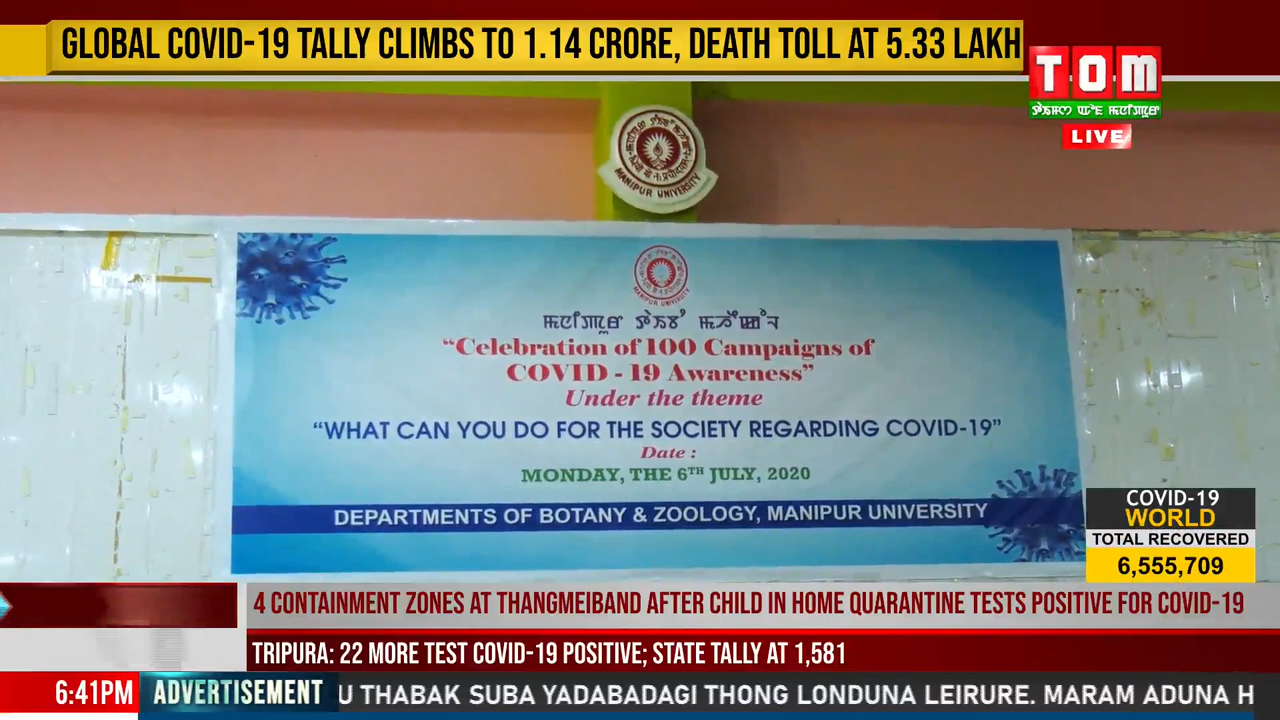 GLOBAL COVID-19 TALLY CLIMBS TO 1.14 CRORE, DEATH TOLL AT 5.33 LAKH
TOM
LIVE
MANIPUR UNIVERSITY
MANIPUR UNIVERSITY
“Celebration of 100 Campaigns of
COVID - 19 Awareness”
Under the theme
“WHAT CAN YOU DO FOR THE SOCIETY REGARDING COVID-19”
Date :
MONDAY, THE 6TH JULY, 2020
DEPARTMENTS OF BOTANY & ZOOLOGY, MANIPUR UNIVERSITY
COVID-19
WORLD
TOTAL RECOVERED
6,555,709
4 CONTAINMENT ZONES AT THANGMEIBAND AFTER CHILD IN HOME QUARANTINE TESTS POSITIVE FOR COVID-19
TRIPURA: 22 MORE TEST COVID-19 POSITIVE; STATE TALLY AT 1,581
6:41PM ADVERTISEMENT U THABAK SUBA YADABADAGI THONG LONDUNA LEIRURE. MARAM ADUNA H